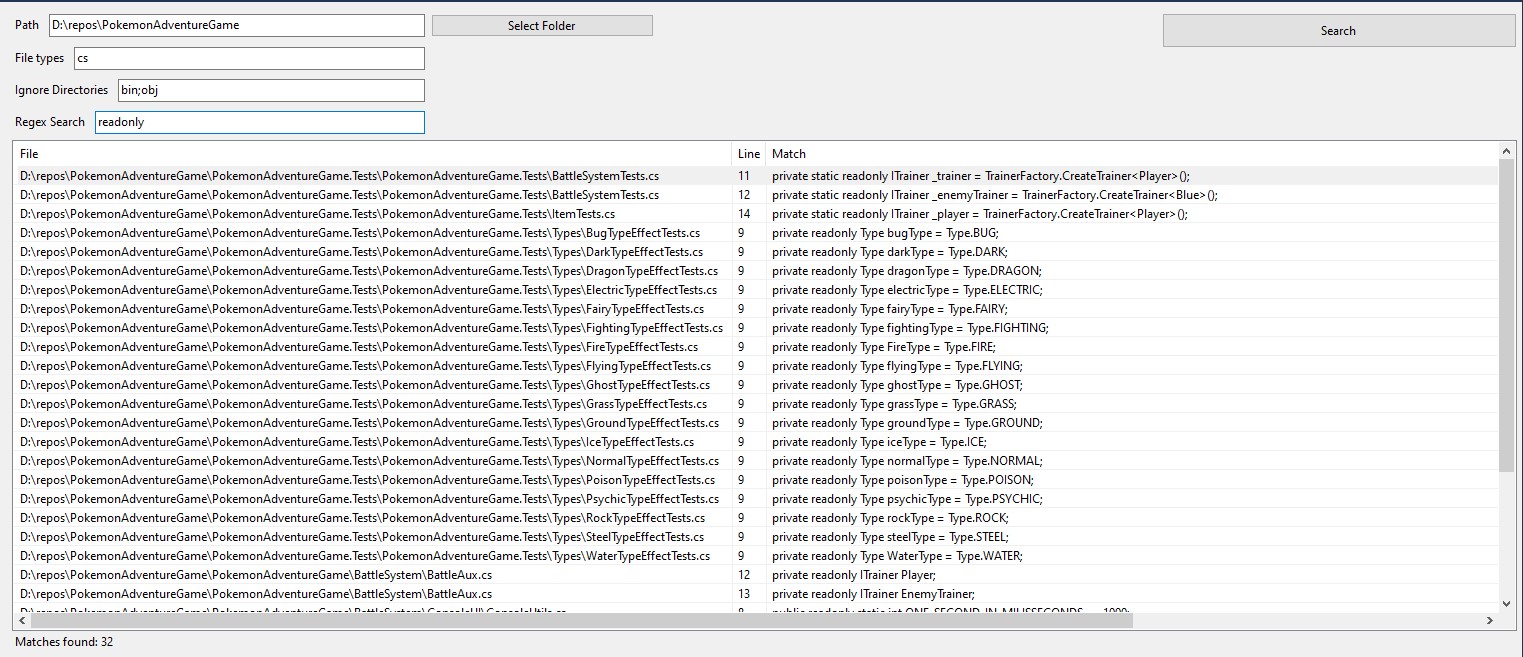 Path D:\repos\PokemonAdventureGame Select Folder Search
File types cs
Ignore Directories bin;obj
Regex Search readonly
File Line Match
D:\repos\PokemonAdventureGame\PokemonAdventureGame.Tests\PokemonAdventureGame.Tests\BattleSystemTests.cs 11 private static readonly ITrainer _trainer = TrainerFactory.CreateTrainer<Player>();
D:\repos\PokemonAdventureGame\PokemonAdventureGame.Tests\PokemonAdventureGame.Tests\BattleSystemTests.cs 12 private static readonly ITrainer _enemyTrainer = TrainerFactory.CreateTrainer<Blue>();
D:\repos\PokemonAdventureGame\PokemonAdventureGame.Tests\PokemonAdventureGame.Tests\ItemTests.cs 14 private static readonly ITrainer _player = TrainerFactory.CreateTrainer<Player>();
D:\repos\PokemonAdventureGame\PokemonAdventureGame.Tests\PokemonAdventureGame.Tests\Types\BugTypeEffectTests.cs 9 private readonly Type bugType = Type.BUG;
D:\repos\PokemonAdventureGame\PokemonAdventureGame.Tests\PokemonAdventureGame.Tests\Types\DarkTypeEffectTests.cs 9 private readonly Type darkType = Type.DARK;
D:\repos\PokemonAdventureGame\PokemonAdventureGame.Tests\PokemonAdventureGame.Tests\Types\DragonTypeEffectTests.cs 9 private readonly Type dragonType = Type.DRAGON;
D:\repos\PokemonAdventureGame\PokemonAdventureGame.Tests\PokemonAdventureGame.Tests\Types\ElectricTypeEffectTests.cs 9 private readonly Type electricType = Type.ELECTRIC;
D:\repos\PokemonAdventureGame\PokemonAdventureGame.Tests\PokemonAdventureGame.Tests\Types\FairyTypeEffectTests.cs 9 private readonly Type fairyType = Type.FAIRY;
D:\repos\PokemonAdventureGame\PokemonAdventureGame.Tests\PokemonAdventureGame.Tests\Types\FightingTypeEffectTests.cs 9 private readonly Type fightingType = Type.FIGHTING;
D:\repos\PokemonAdventureGame\PokemonAdventureGame.Tests\PokemonAdventureGame.Tests\Types\FireTypeEffectTests.cs 9 private readonly Type FireType = Type.FIRE;
D:\repos\PokemonAdventureGame\PokemonAdventureGame.Tests\PokemonAdventureGame.Tests\Types\FlyingTypeEffectTests.cs 9 private readonly Type flyingType = Type.FLYING;
D:\repos\PokemonAdventureGame\PokemonAdventureGame.Tests\PokemonAdventureGame.Tests\Types\GhostTypeEffectTests.cs 9 private readonly Type ghostType = Type.GHOST;
D:\repos\PokemonAdventureGame\PokemonAdventureGame.Tests\PokemonAdventureGame.Tests\Types\GrassTypeEffectTests.cs 9 private readonly Type grassType = Type.GRASS;
D:\repos\PokemonAdventureGame\PokemonAdventureGame.Tests\PokemonAdventureGame.Tests\Types\GroundTypeEffectTests.cs 9 private readonly Type groundType = Type.GROUND;
D:\repos\PokemonAdventureGame\PokemonAdventureGame.Tests\PokemonAdventureGame.Tests\Types\IceTypeEffectTests.cs 9 private readonly Type iceType = Type.ICE;
D:\repos\PokemonAdventureGame\PokemonAdventureGame.Tests\PokemonAdventureGame.Tests\Types\NormalTypeEffectTests.cs 9 private readonly Type normalType = Type.NORMAL;
D:\repos\PokemonAdventureGame\PokemonAdventureGame.Tests\PokemonAdventureGame.Tests\Types\PoisonTypeEffectTests.cs 9 private readonly Type poisonType = Type.POISON;
D:\repos\PokemonAdventureGame\PokemonAdventureGame.Tests\PokemonAdventureGame.Tests\Types\PsychicTypeEffectTests.cs 9 private readonly Type psychicType = Type.PSYCHIC;
D:\repos\PokemonAdventureGame\PokemonAdventureGame.Tests\PokemonAdventureGame.Tests\Types\RockTypeEffectTests.cs 9 private readonly Type rockType = Type.ROCK;
D:\repos\PokemonAdventureGame\PokemonAdventureGame.Tests\PokemonAdventureGame.Tests\Types\SteelTypeEffectTests.cs 9 private readonly Type steelType = Type.STEEL;
D:\repos\PokemonAdventureGame\PokemonAdventureGame.Tests\PokemonAdventureGame.Tests\Types\WaterTypeEffectTests.cs 9 private readonly Type WaterType = Type.WATER;
D:\repos\PokemonAdventureGame\PokemonAdventureGame\BattleSystem\BattleAux.cs 12 private readonly ITrainer Player;
D:\repos\PokemonAdventureGame\PokemonAdventureGame\BattleSystem\BattleAux.cs 13 private readonly ITrainer EnemyTrainer;
Matches found: 32